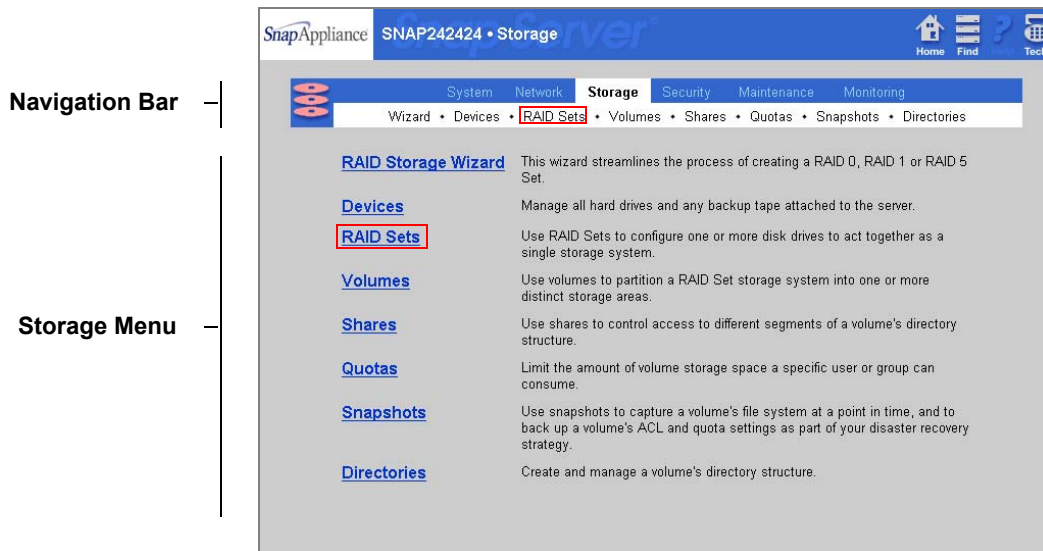 SnapAppliance SNAP242424 • Storage
Snap Server
Home Find Help Tech
Navigation Bar
System Network Storage Security Maintenance Monitoring
Wizard • Devices • RAID Sets • Volumes • Shares • Quotas • Snapshots • Directories
Storage Menu
RAID Storage Wizard This wizard streamlines the process of creating a RAID 0, RAID 1 or RAID 5
Set.
Devices Manage all hard drives and any backup tape attached to the server.
RAID Sets Use RAID Sets to configure one or more disk drives to act together as a
single storage system.
Volumes Use volumes to partition a RAID Set storage system into one or more
distinct storage areas.
Shares Use shares to control access to different segments of a volume's directory
structure.
Quotas Limit the amount of volume storage space a specific user or group can
consume.
Snapshots Use snapshots to capture a volume's file system at a point in time, and to
back up a volume's ACL and quota settings as part of your disaster recovery
strategy.
Directories Create and manage a volume's directory structure.